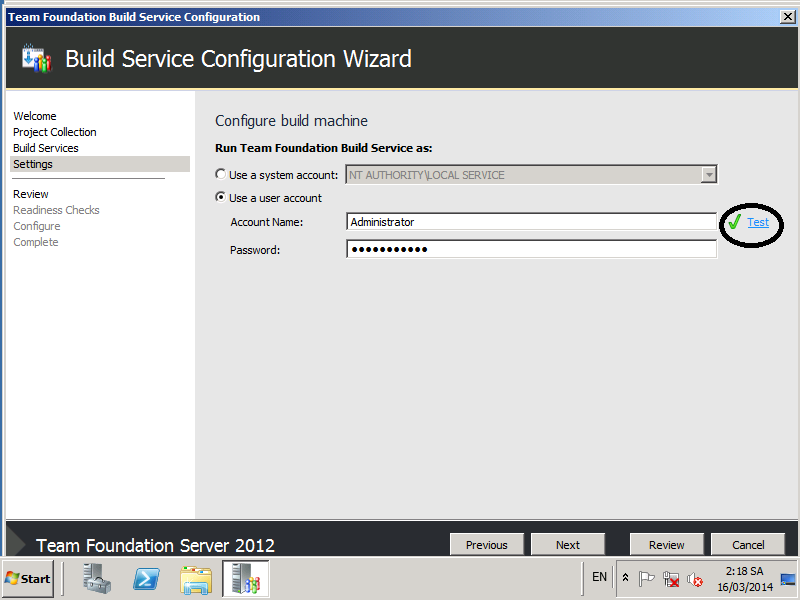 Team Foundation Build Service Configuration
Build Service Configuration Wizard
Welcome
Project Collection
Build Services
Settings
Review
Readiness Checks
Configure
Complete
Configure build machine
Run Team Foundation Build Service as:
Use a system account: NT AUTHORITY\LOCAL SERVICE
Use a user account
Account Name: Administrator Test
Password: ●●●●●●●●●●●
Team Foundation Server 2012 Previous Next Review Cancel
Start EN 2:18 SA
16/03/2014